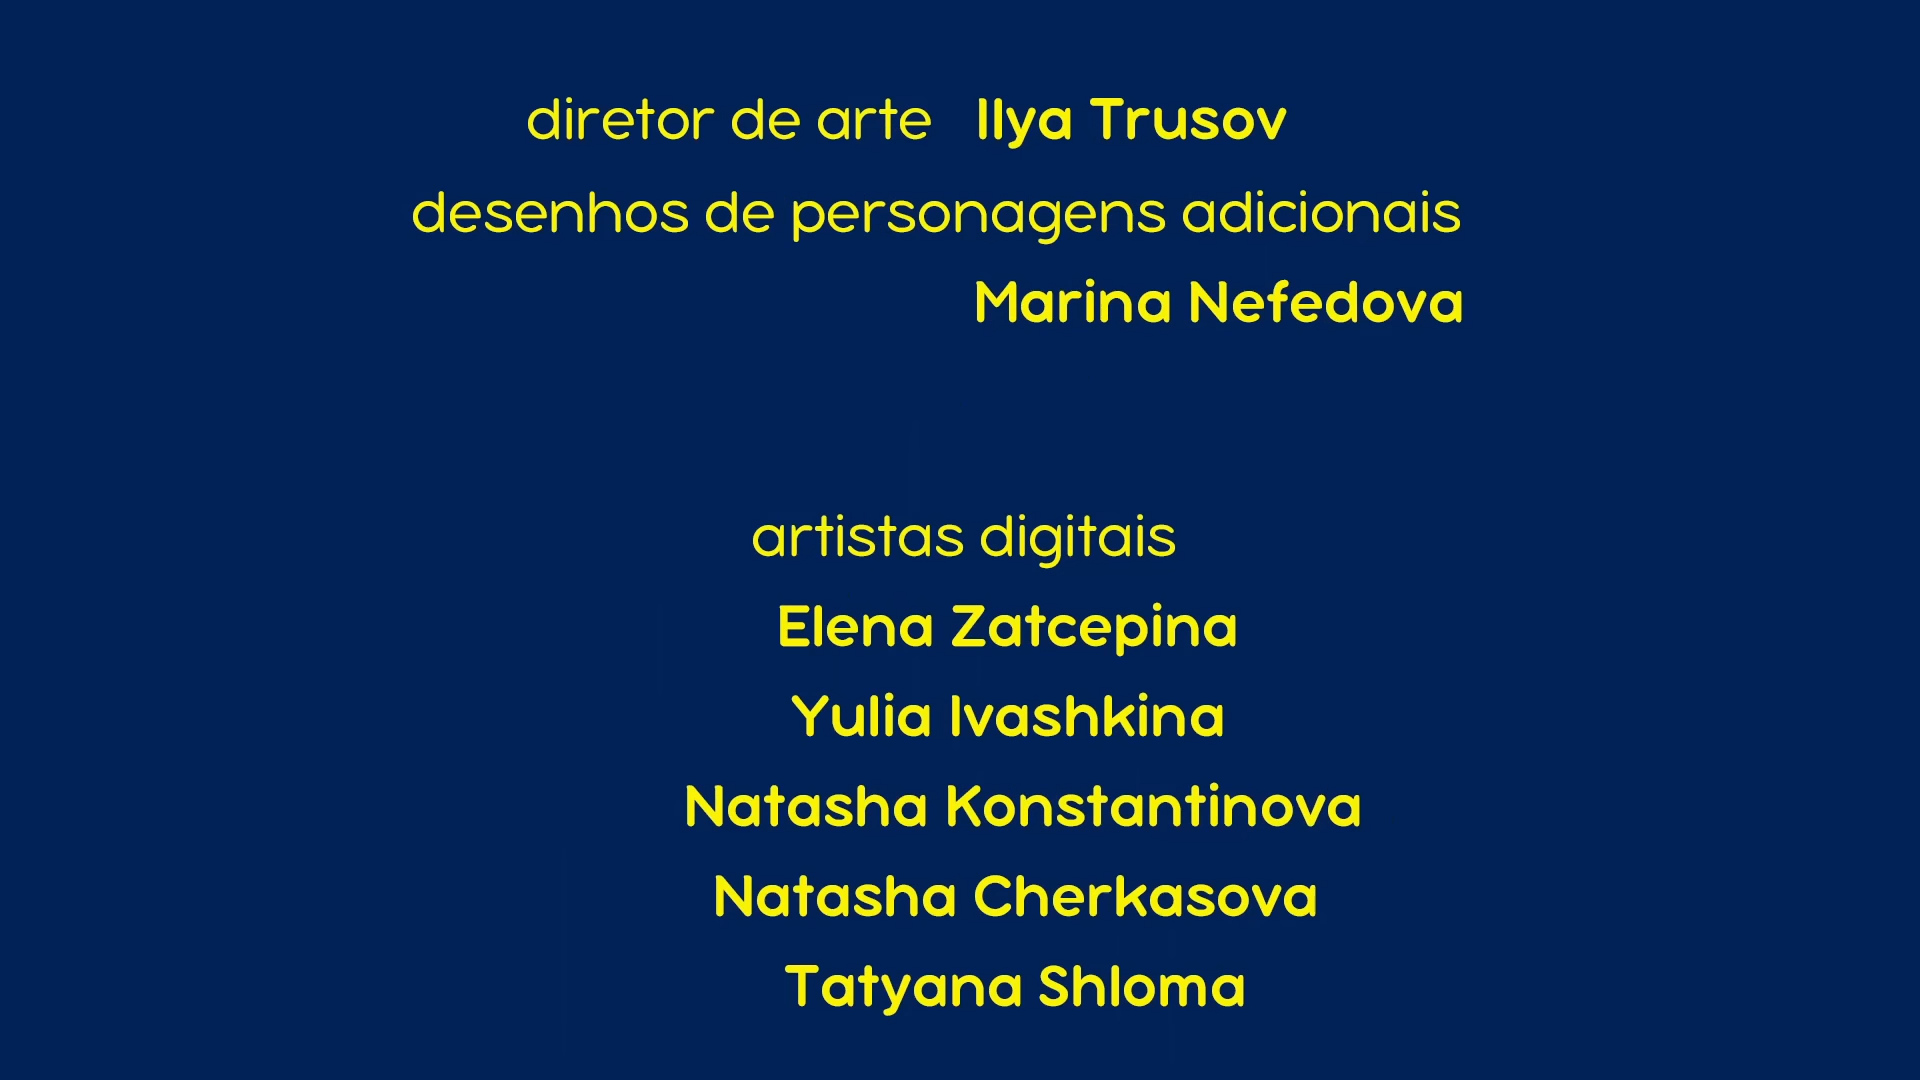 diretor de arte Ilya Trusov
desenhos de personagens adicionais
Marina Nefedova
artistas digitais
Elena Zatcepina
Yulia Ivashkina
Natasha Konstantinova
Natasha Cherkasova
Tatyana Shloma